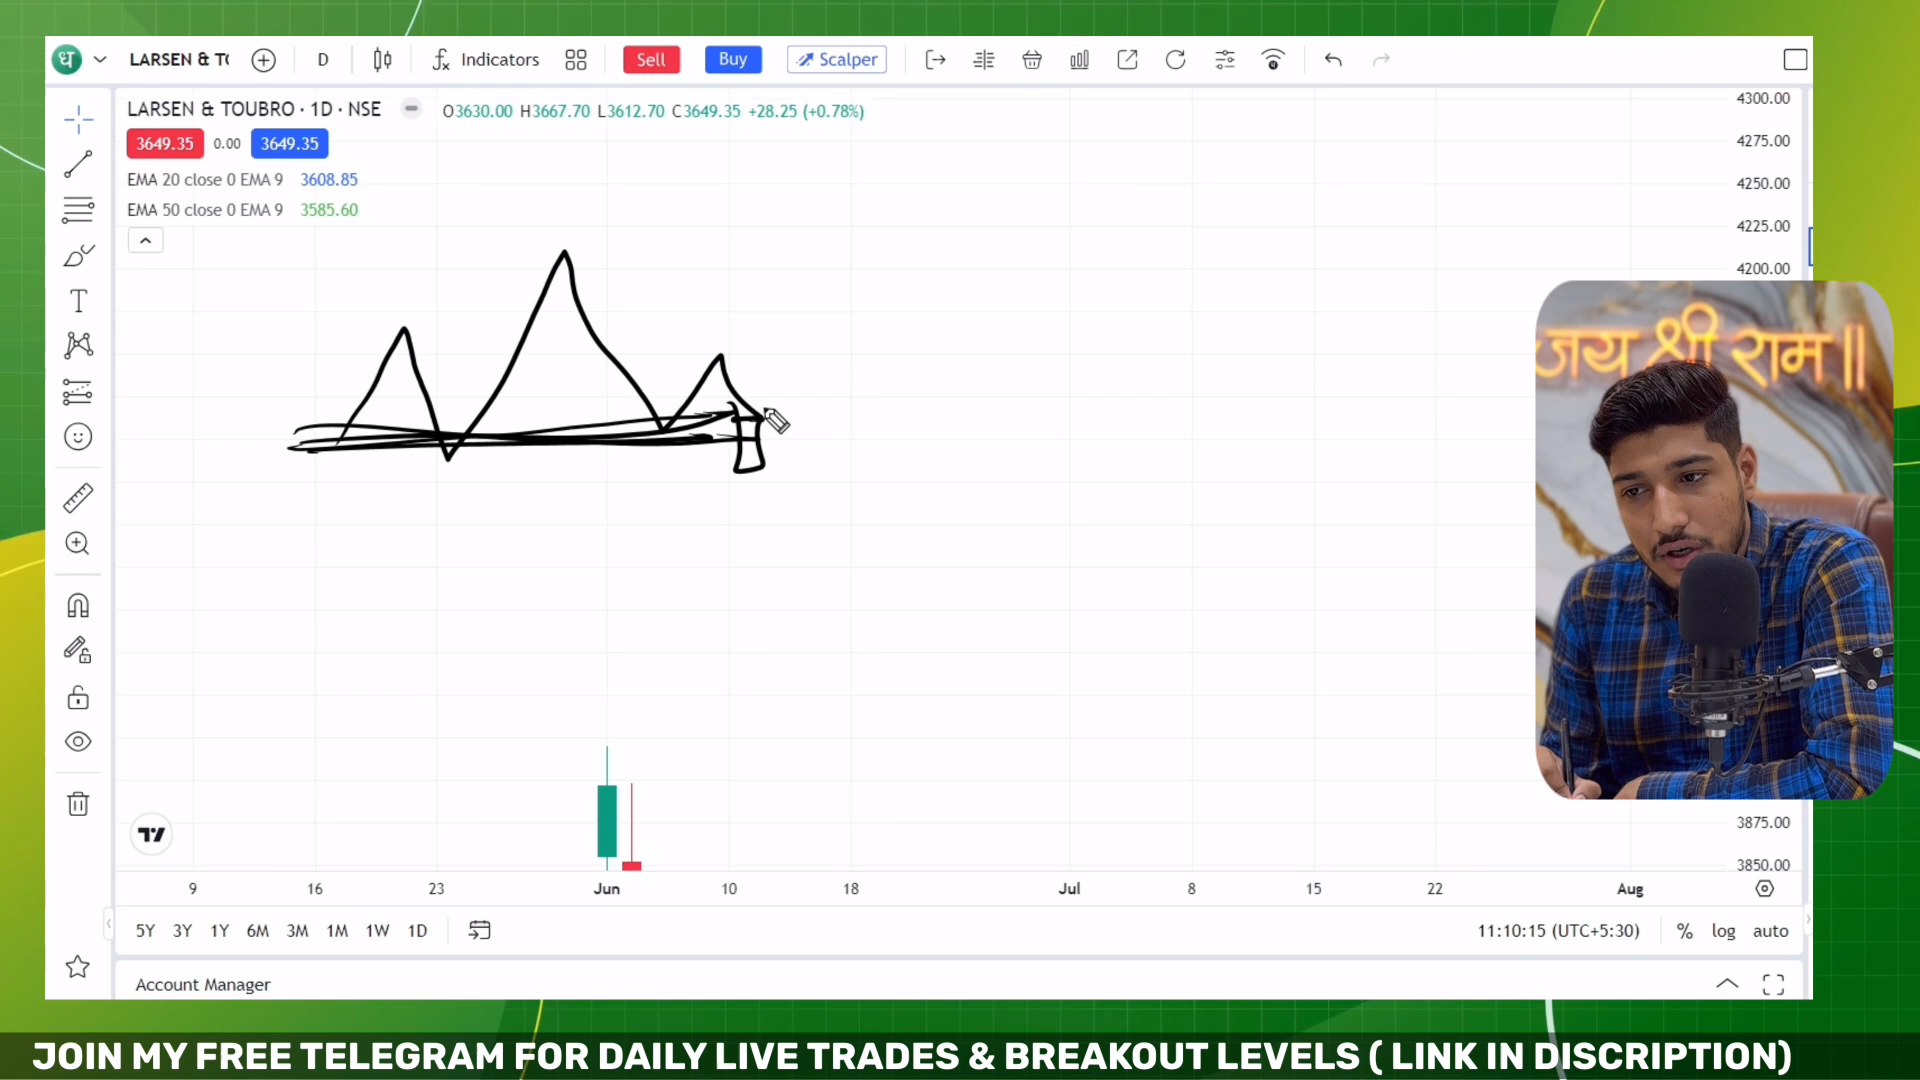 ध
LARSEN & TC
D
Indicators
Sell
Buy
Scalper
LARSEN & TOUBRO · 1D · NSE
O3630.00 H3667.70 L3612.70 C3649.35 +28.25 (+0.78%)
3649.35 0.00 3649.35
EMA 20 close 0 EMA 9 3608.85
EMA 50 close 0 EMA 9 3585.60
4300.00
4275.00
4250.00
4225.00
4200.00
जय श्री राम ॥
3875.00
3850.00
9 16 23 Jun 10 18 Jul 8 15 22 Aug
5Y 3Y 1Y 6M 3M 1M 1W 1D
11:10:15 (UTC+5:30) % log auto
Account Manager
JOIN MY FREE TELEGRAM FOR DAILY LIVE TRADES & BREAKOUT LEVELS ( LINK IN DISCRIPTION)